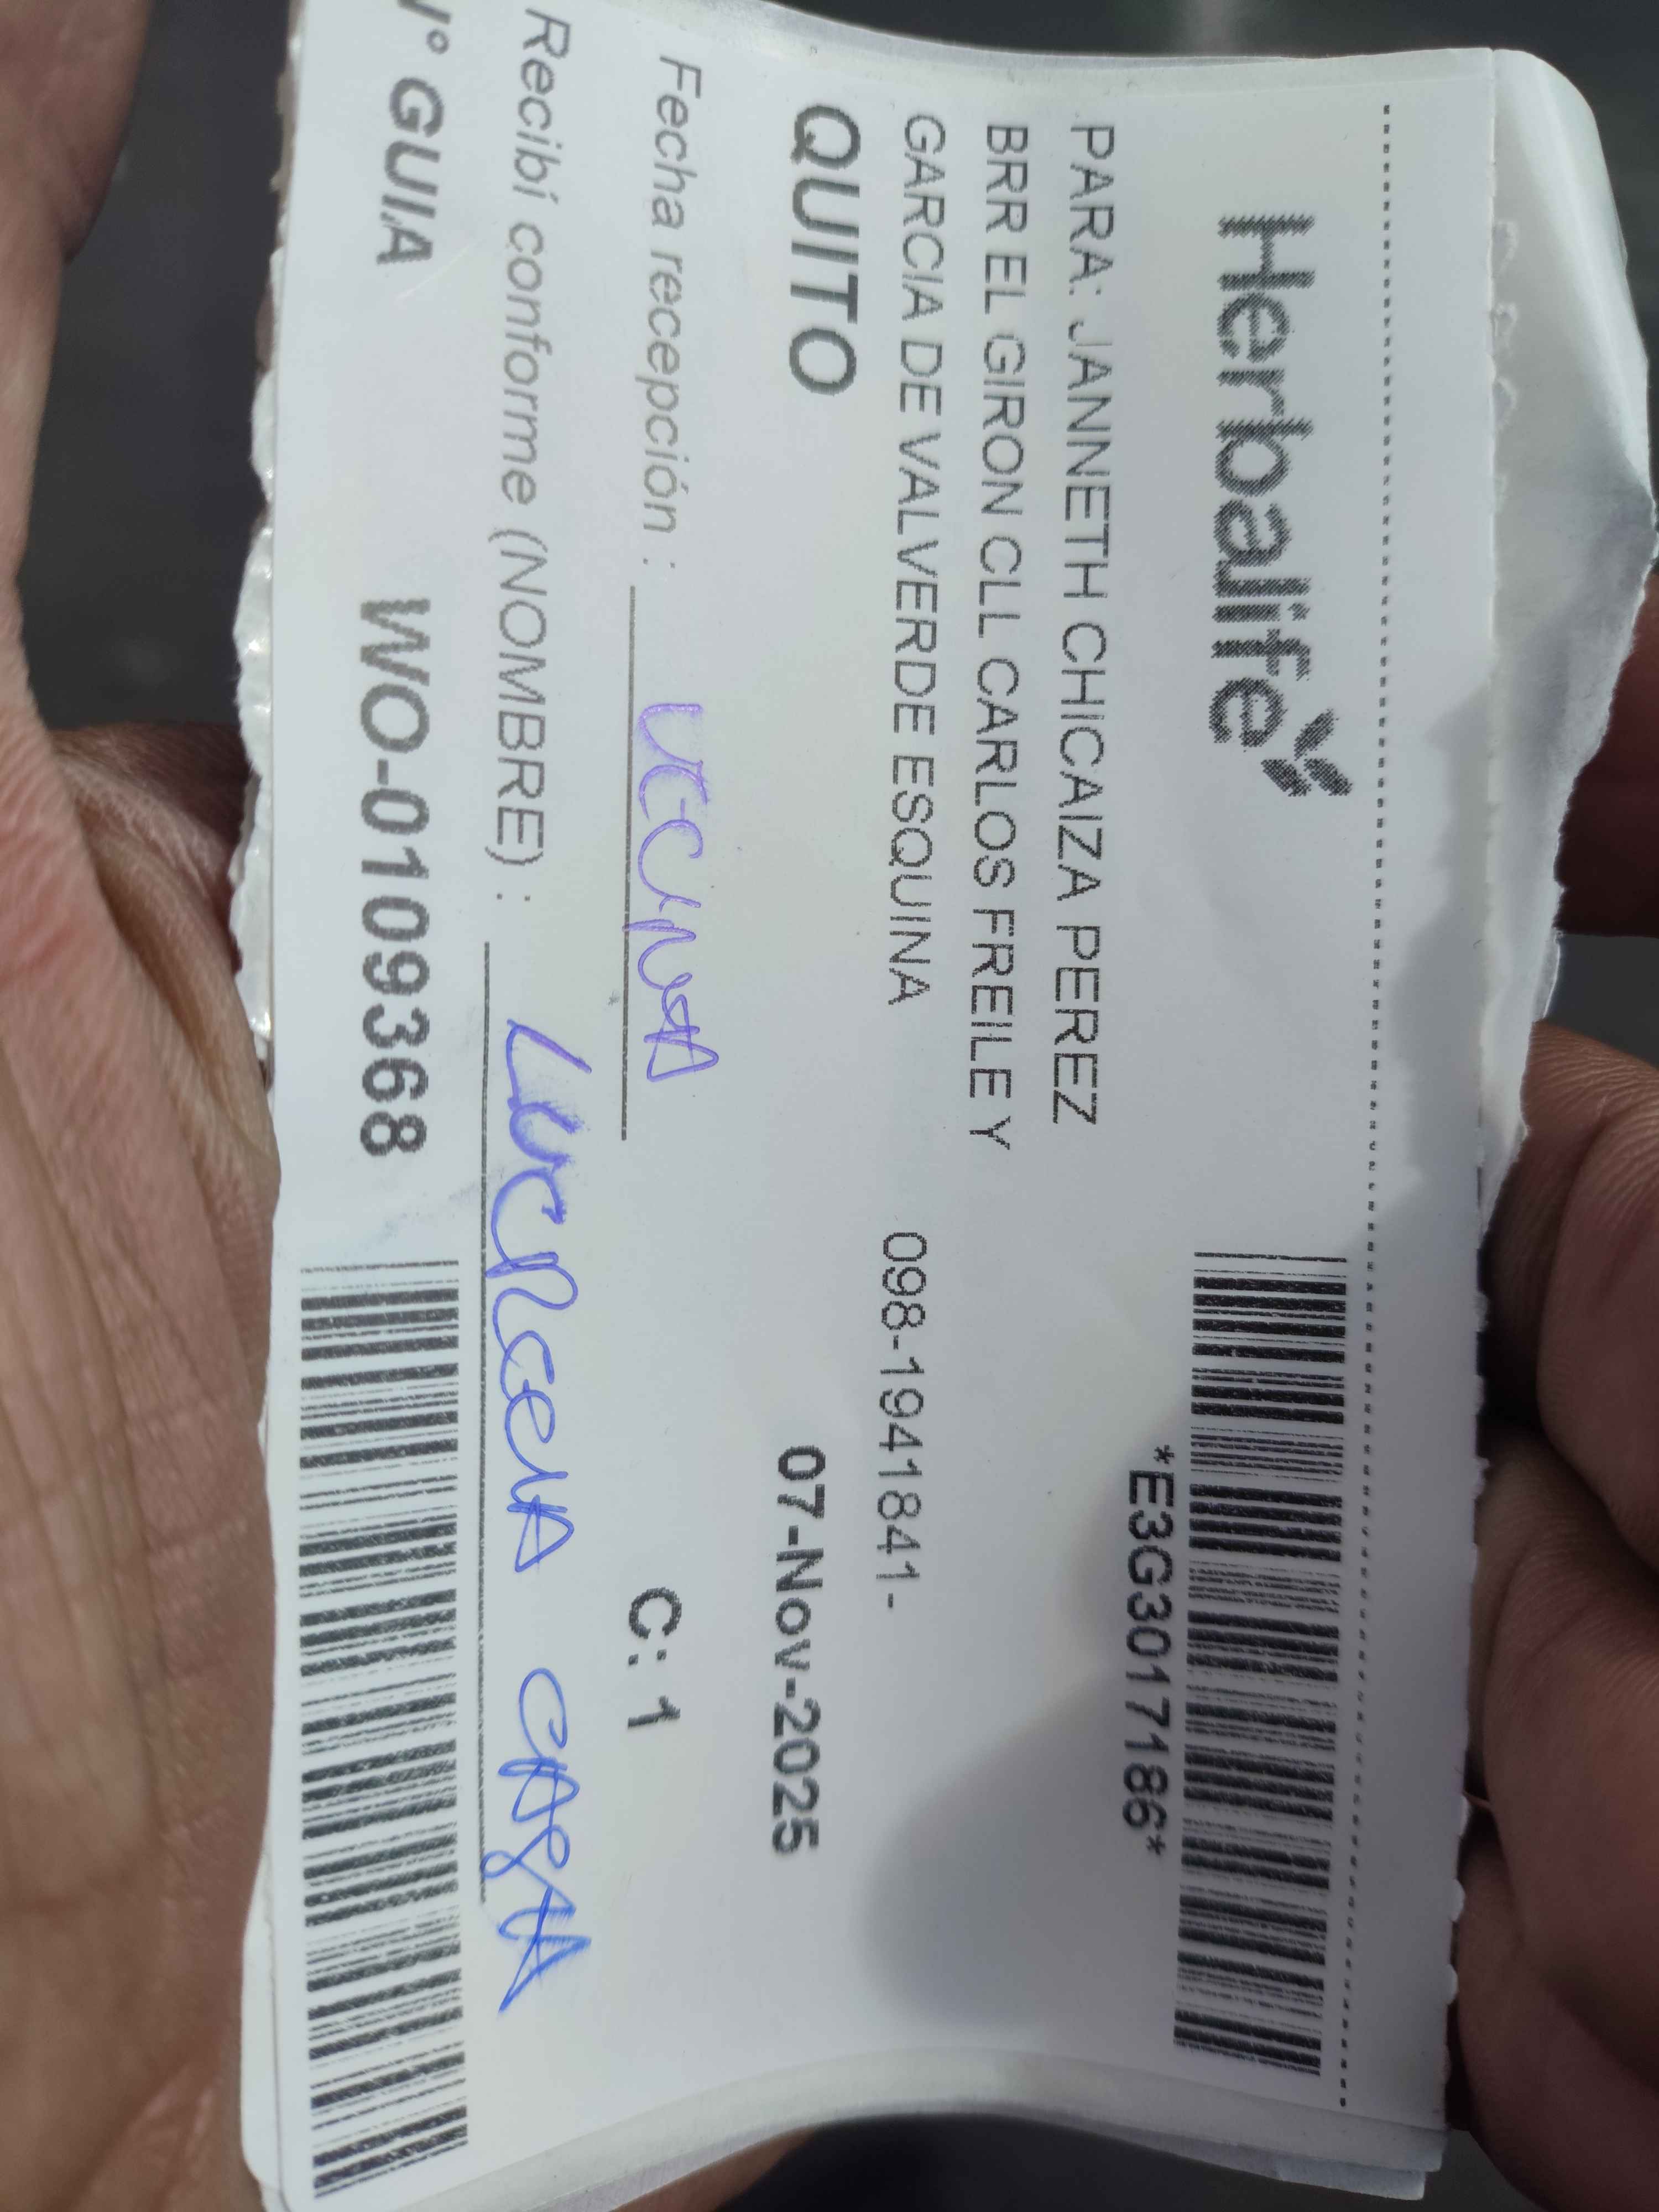 Herbalife
*E3G3017186*
PARA: JANNETH CHICAIZA PEREZ
BRR EL GIRON CLL CARLOS FREILE Y
GARCIA DE VALVERDE ESQUINA 098-1941841-
QUITO 07-Nov-2025
Fecha recepción : C: 1
Recibí conforme (NOMBRE) :
N° GUIA WO-0109368